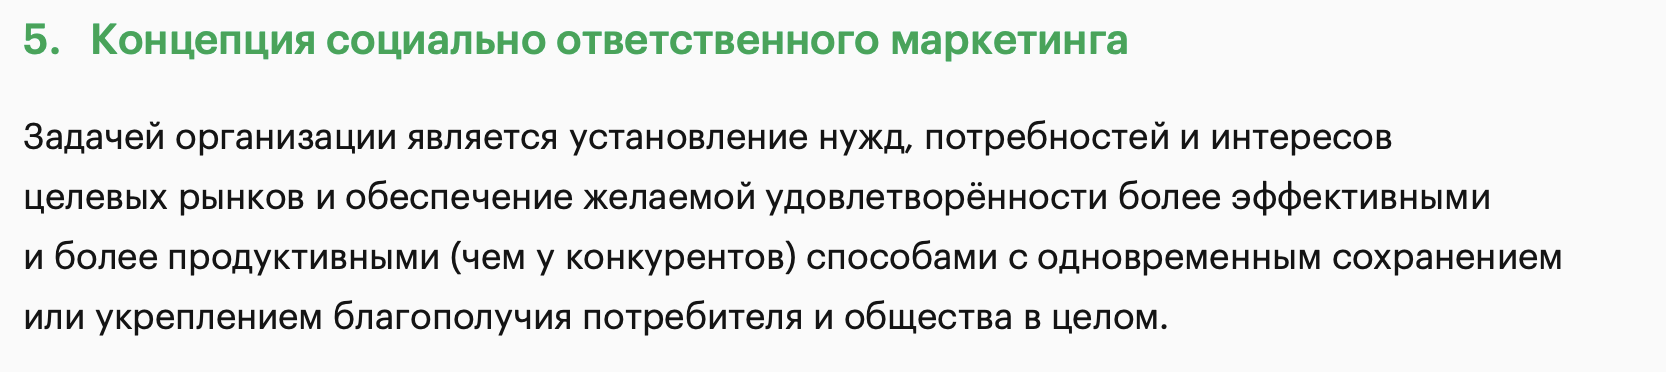 5. Концепция социально ответственного маркетинга
Задачей организации является установление нужд, потребностей и интересов
целевых рынков и обеспечение желаемой удовлетворённости более эффективными
и более продуктивными (чем у конкурентов) способами с одновременным сохранением
или укреплением благополучия потребителя и общества в целом.